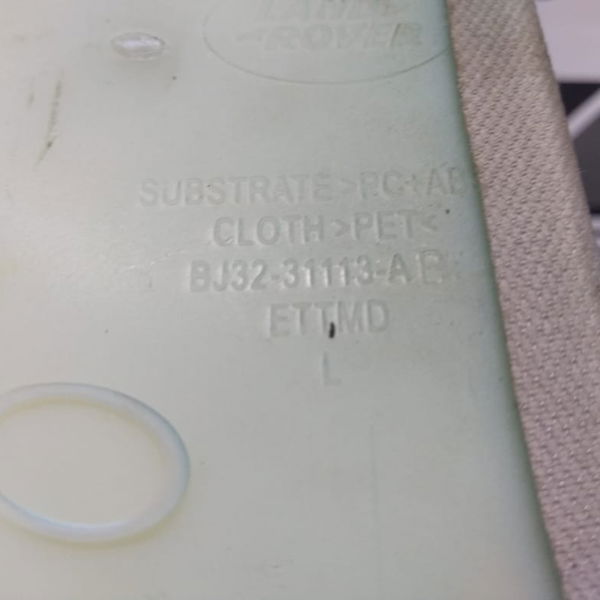 LAND
ROVER
SUBSTRATE>PC+AB
CLOTH>PET<
BJ32-31113-AB
ETTMD
L